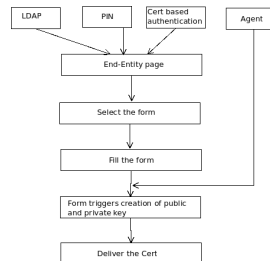 LDAP
PIN
Cert based
authentication
Agent
End-Entity page
Select the form
Fill the form
Form triggers creation of public
and private key
Deliver the Cert